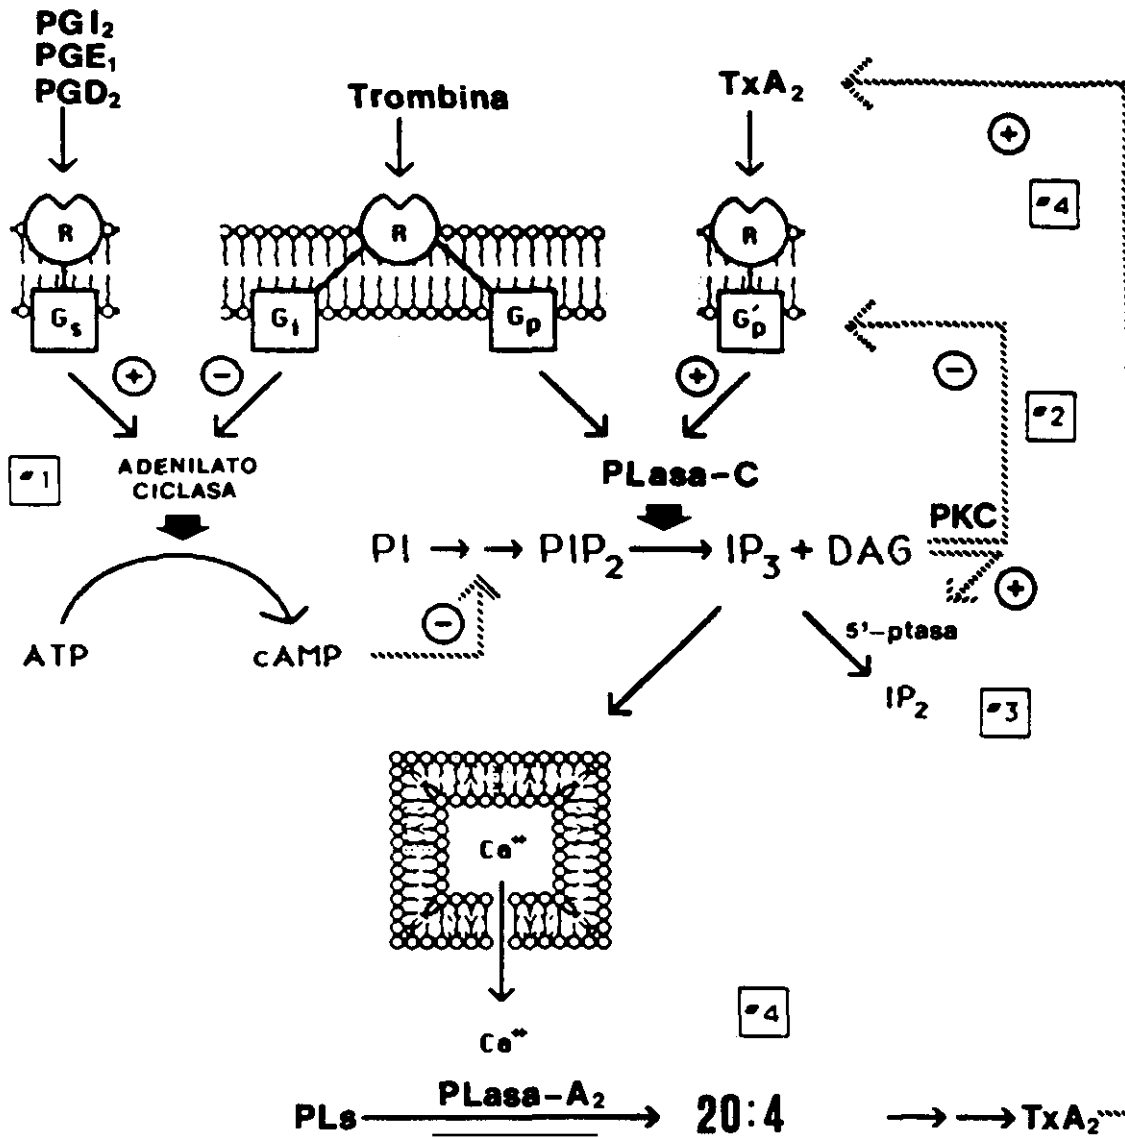 PGI₂
PGE₁
PGD₂
Trombina
TxA₂
+
#4
R
R
R
Gs
Gi
Gp
G'p
+
−
+
−
#2
#1
ADENILATO
CICLASA
PLasa-C
PKC
PI
PIP₂
IP₃ + DAG
−
+
ATP
cAMP
5'-ptasa
IP₂
#3
Ca⁺⁺
Ca⁺⁺
#4
PLs
PLasa-A₂
20:4
TxA₂